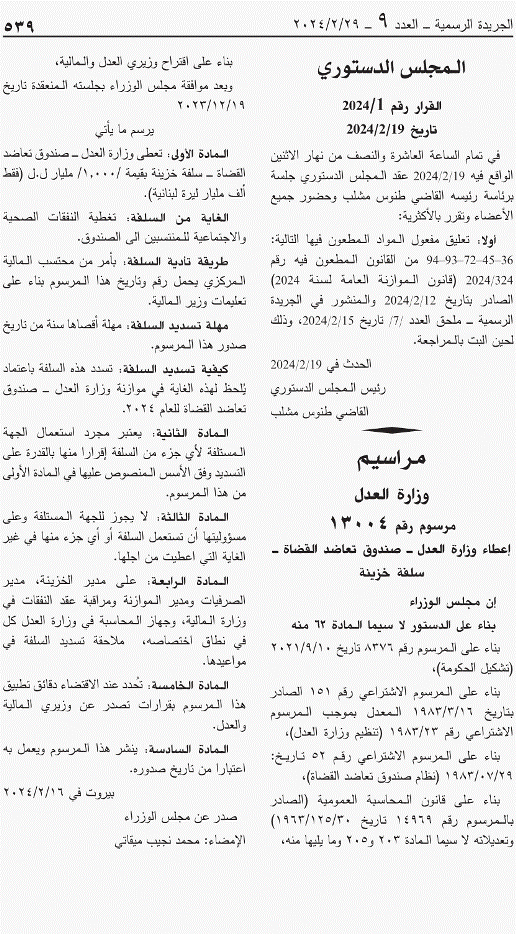 الجريدة الرسمية ــ العدد ٩ ــ ٢٠٢٤/٢/٢٩
٥٣٩
المجلس الدستوري
القرار رقم 2024/1
تاريخ 2024/2/19
في تمام الساعة العاشرة والنصف من نهار الاثنين
الواقع فيه 2024/2/19 عقد المجلس الدستوري جلسة
برئاسة رئيسه القاضي طنوس مشلب وحضور جميع
الأعضاء وتقرر بالأكثرية:
اولا: تعليق مفعول المواد المطعون فيها التالية:
36–45–72–93–94 من القانون المطعون فيه رقم
2024/324 (قانون الموازنة العامة لسنة 2024)
الصادر بتاريخ 2024/2/12 والمنشور في الجريدة
الرسمية ــ ملحق العدد /7/ تاريخ 2024/2/15، وذلك
لحين البت بالمراجعة.
الحدث في 2024/2/19
رئيس المجلس الدستوري
القاضي طنوس مشلب
مراسيم
وزارة العدل
مرسوم رقم ١٣٠٠٤
إعطاء وزارة العدل ــ صندوق تعاضد القضاة ــ
سلفة خزينة
إن مجلس الوزراء
بناء على الدستور لا سيما المادة ٦٢ منه
بناء على المرسوم رقم ٨٣٧٦ تاريخ ٢٠٢١/٩/١٠
(تشكيل الحكومة)،
بناء على المرسوم الاشتراعي رقم ١٥١ الصادر
بتاريخ ١٩٨٣/٣/١٦ المعدل بموجب المرسوم
الاشتراعي رقم ١٩٨٣/٢٣ (تنظيم وزارة العدل)،
بناء على المرسوم الاشتراعي رقم ٥٢ تاريخ:
١٩٨٣/٠٧/٢٩ (نظام صندوق تعاضد القضاة)،
بناء على قانون المحاسبة العمومية (الصادر
بالمرسوم رقم ١٤٩٦٩ تاريخ ١٩٦٣/١٢٥/٣٠)
وتعديلاته لا سيما المادة ٢٠٣ و٢٠٥ وما يليها منه،
بناء على اقتراح وزيري العدل والمالية،
وبعد موافقة مجلس الوزراء بجلسته المنعقدة تاريخ
٢٠٢٣/١٢/١٩
يرسم ما يأتي
المادة الأولى: تعطى وزارة العدل ــ صندوق تعاضد
القضاة ــ سلفة خزينة بقيمة /١,٠٠٠/ مليار ل.ل (فقط
ألف مليار ليرة لبنانية).
الغاية من السلفة: تغطية النفقات الصحية
والاجتماعية للمنتسبين الى الصندوق.
طريقة تادية السلفة: يأمر من محتسب المالية
المركزي يحمل رقم وتاريخ هذا المرسوم بناء على
تعليمات وزير المالية.
مهلة تسديد السلفة: مهلة أقصاها سنة من تاريخ
صدور هذا المرسوم.
كيفية تسديد السلفة: تسدد هذه السلفة باعتماد
يُلحظ لهذه الغاية في موازنة وزارة العدل ــ صندوق
تعاضد القضاة للعام ٢٠٢٤.
المادة الثانية: يعتبر مجرد استعمال الجهة
المستلفة لأي جزء من السلفة إقرارا منها بالقدرة على
التسديد وفق الأسس المنصوص عليها في المادة الأولى
من هذا المرسوم.
المادة الثالثة: لا يجوز للجهة المستلفة وعلى
مسؤوليتها أن تستعمل السلفة أو أي جزء منها في غير
الغاية التي اعطيت من اجلها.
المادة الرابعة: على مدير الخزينة، مدير
الصرفيات ومدير الموازنة ومراقبة عقد النفقات في
وزارة المالية، وجهاز المحاسبة في وزارة العدل كل
في نطاق اختصاصه، ملاحقة تسديد السلفة في
مواعيدها.
المادة الخامسة: تُحدد عند الاقتضاء دقائق تطبيق
هذا المرسوم بقرارات تصدر عن وزيري المالية
والعدل.
المادة السادسة: ينشر هذا المرسوم ويعمل به
اعتبارا من تاريخ صدوره.
بيروت في ٢٠٢٤/٢/١٦
صدر عن مجلس الوزراء
الإمضاء: محمد نجيب ميقاتي